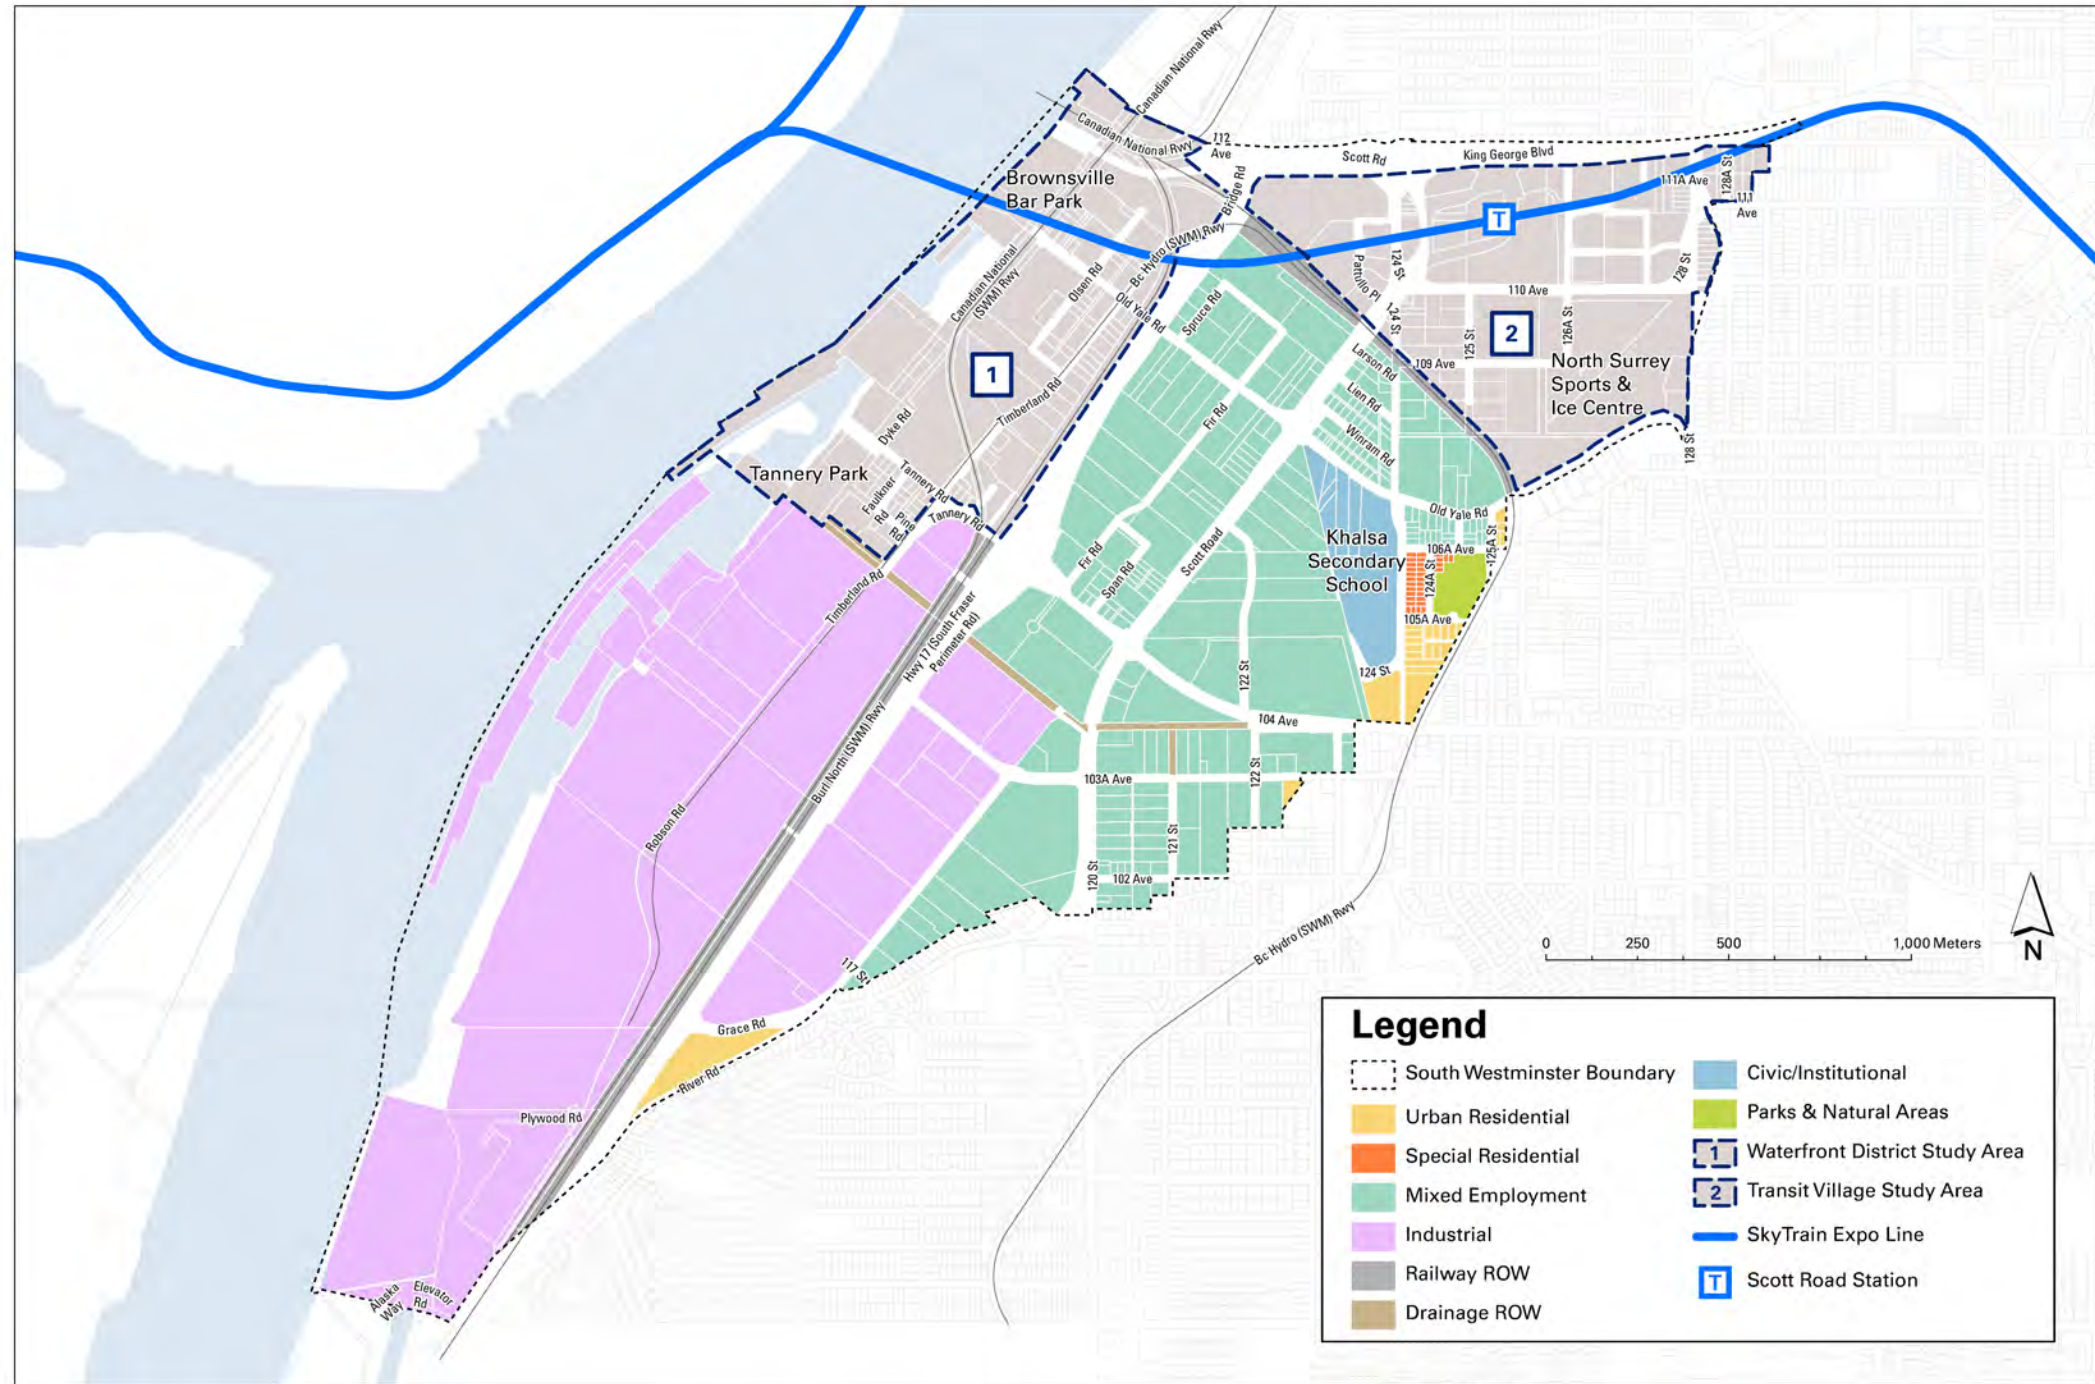 Canadian National Rwy
Canadian National Rwy
112
Ave
Scott Rd
King George Blvd
Bridge Rd
Brownsville
Bar Park
111A Ave
128A St
111
Ave
T
Canadian National
(SWM) Rwy
Olsen Rd
Bc Hydro (SWM) Rwy
Old Yale Rd
Spruce Rd
Pattullo Pl
124 St
128 St
110 Ave
124 St
125 St
126A St
2
1
Larson Rd
109 Ave
North Surrey
Sports &
Ice Centre
Lien Rd
Dyke Rd
Timberland Rd
Fir Rd
Winram Rd
128 St
Tannery Park
Tannery Rd
Faulkner
Rd
Pine
Rd
Tannery Rd
Old Yale Rd
Khalsa
Secondary
School
Scott Road
Fir Rd
Span Rd
106A Ave
125A St
124A St
105A Ave
Timberland Rd
Hwy 17 (South Fraser
Perimeter Rd)
124 St
122 St
104 Ave
Burl North (SWM) Rwy
103A Ave
122 St
Robson Rd
121 St
120 St
102 Ave
117 St
Bc Hydro (SWM) Rwy
Grace Rd
River Rd
Plywood Rd
Alaska
Way
Elevator
Rd
0 250 500 1,000 Meters
N
Legend
South Westminster Boundary
Urban Residential
Special Residential
Mixed Employment
Industrial
Railway ROW
Drainage ROW
Civic/Institutional
Parks & Natural Areas
1 Waterfront District Study Area
2 Transit Village Study Area
SkyTrain Expo Line
T Scott Road Station